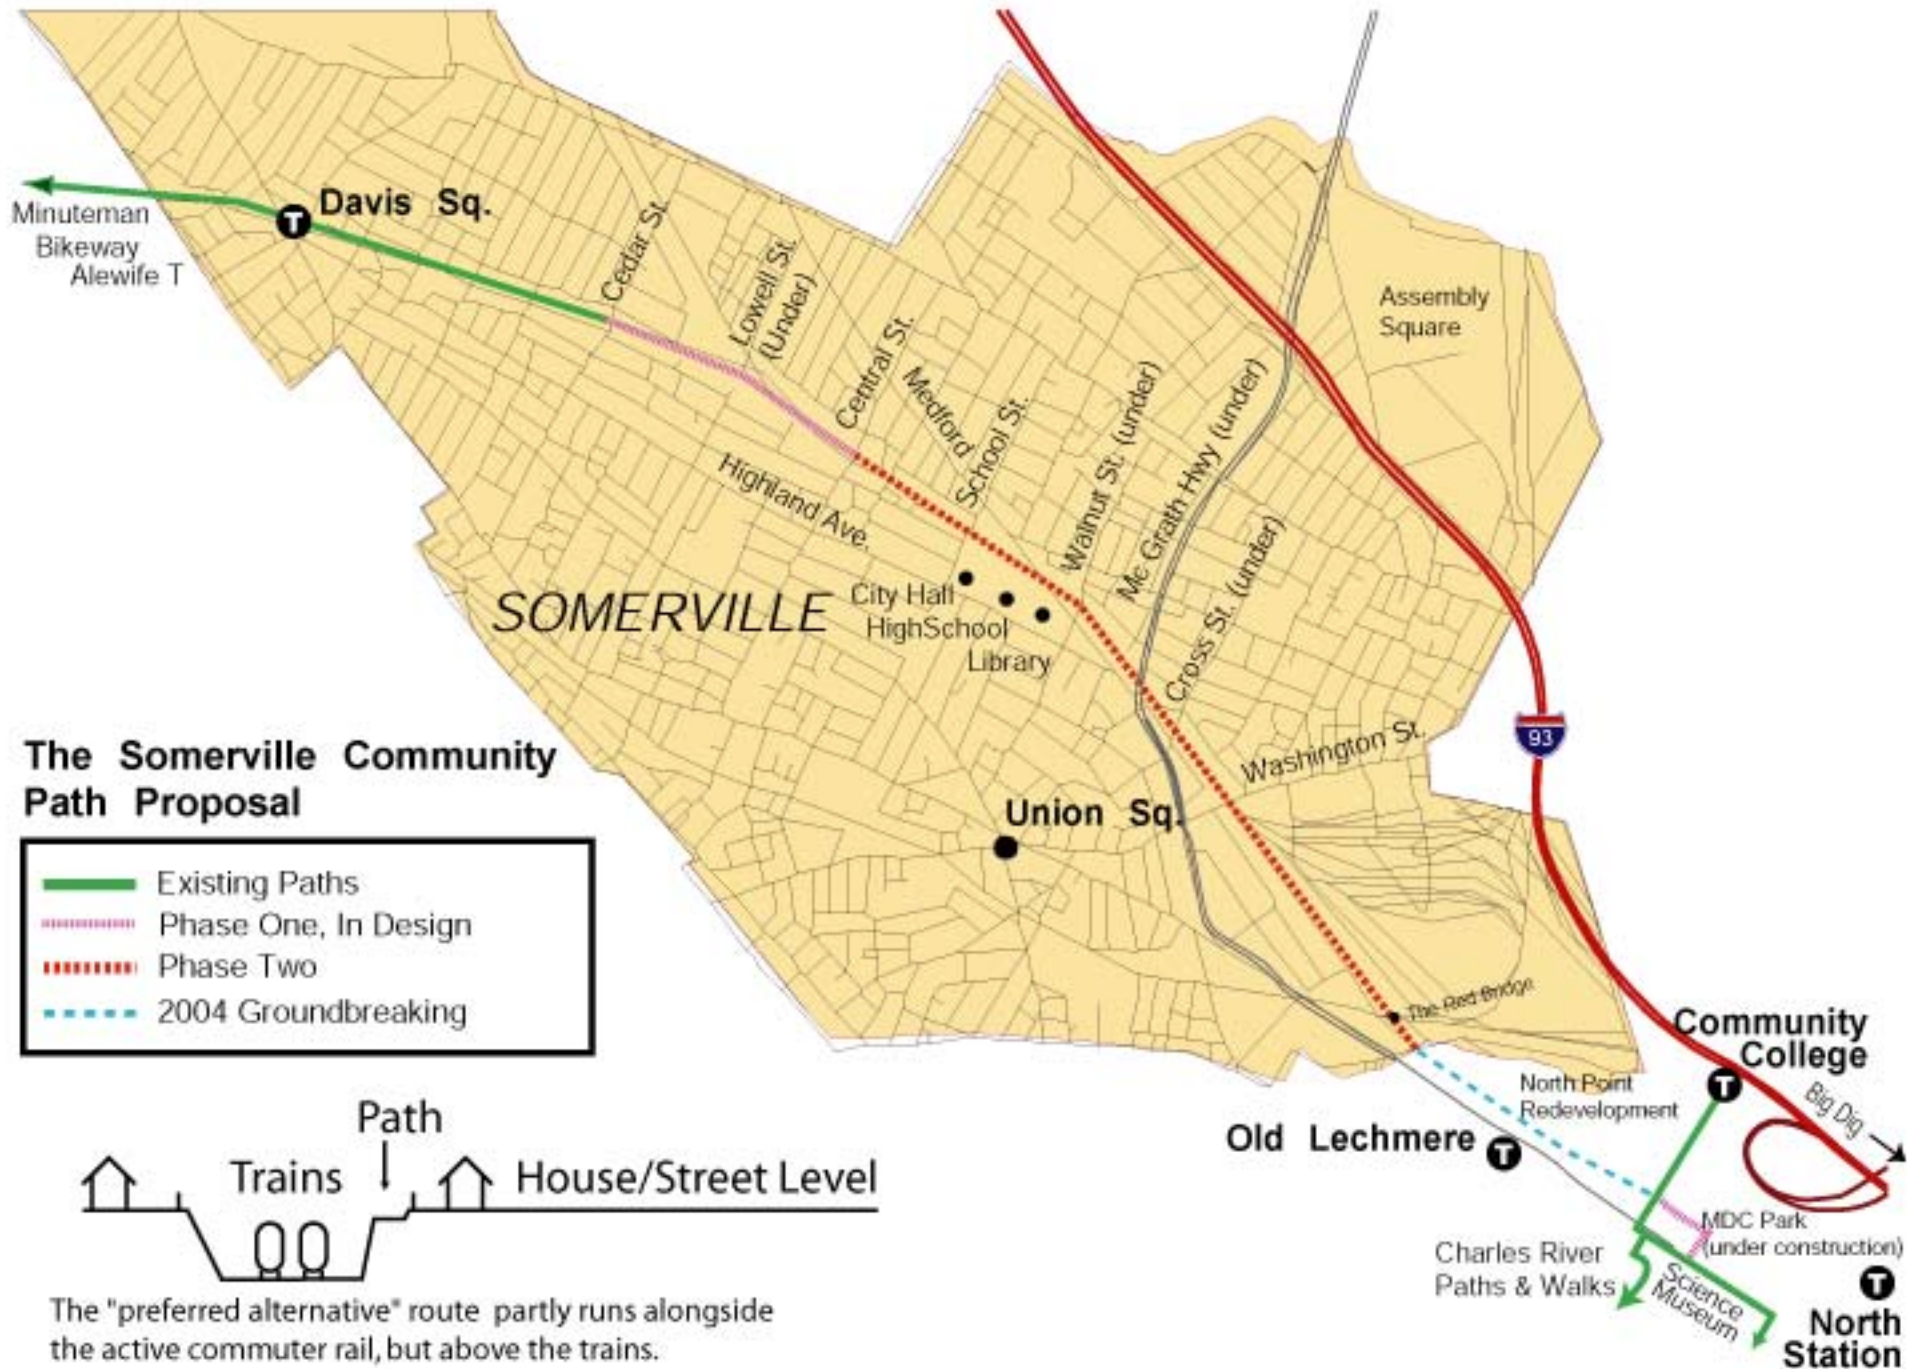 Davis Sq.
Minuteman
Bikeway
Alewife T
T
Cedar St.
Lowell St.
(Under)
Central St.
Medford
School St.
Walnut St. (under)
Mc Grath Hwy (under)
Cross St. (under)
Assembly
Square
Highland Ave.
SOMERVILLE
City Hall
HighSchool
Library
Washington St.
93
Union Sq.
The Somerville Community
Path Proposal
Existing Paths
Phase One, In Design
Phase Two
2004 Groundbreaking
The Red Bridge
Community
College
T
North Point
Redevelopment
Big Dig
Old Lechmere
T
MDC Park
(under construction)
Charles River
Paths & Walks
Science
Museum
T
North
Station
Path
Trains
House/Street Level
The "preferred alternative" route partly runs alongside
the active commuter rail, but above the trains.